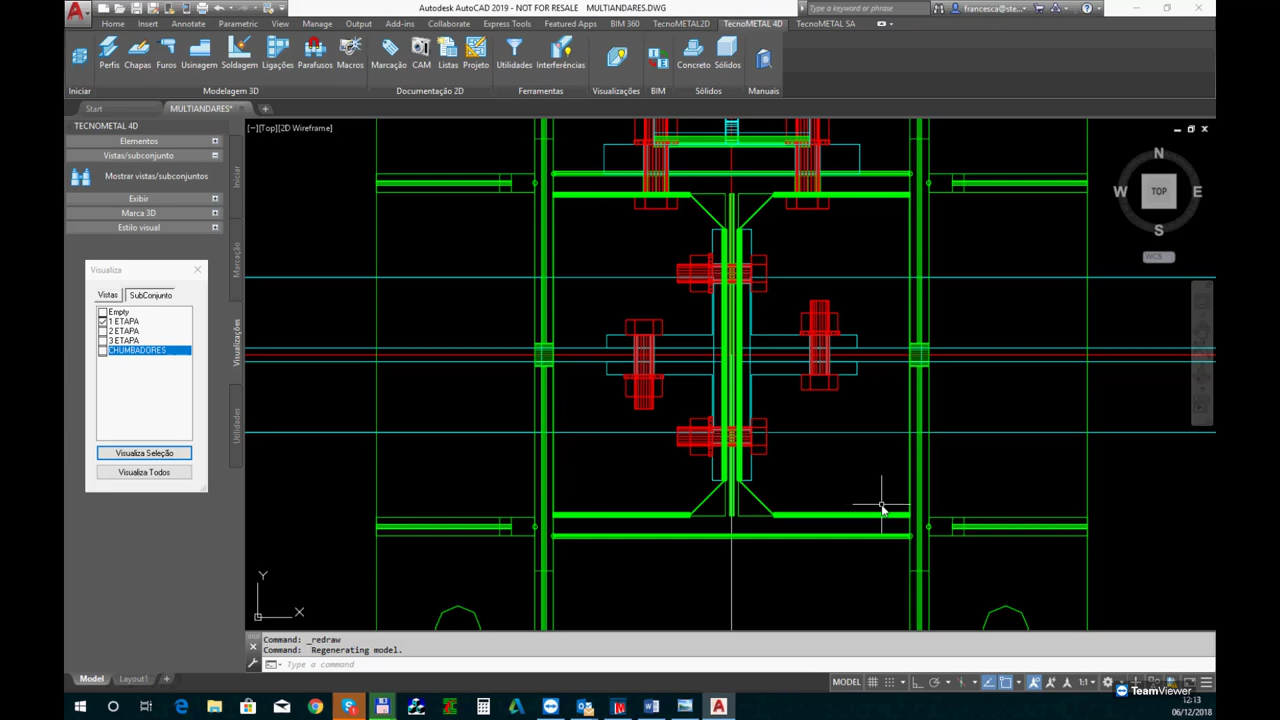 Autodesk AutoCAD 2019 - NOT FOR RESALE MULTIANDARES.DWG
Type a keyword or phrase
francesca@ste...
Home Insert Annotate Parametric View Manage Output Add-ins Collaborate Express Tools Featured Apps BIM 360 TecnoMETAL2D TecnoMETAL 4D TecnoMETAL SA
Perfis Chapas Furos Usinagem Soldagem Ligações Parafusos Macros Marcação CAM Listas Projeto Utilidades Interferências Concreto Sólidos
Iniciar Modelagem 3D Documentação 2D Ferramentas Visualizações BIM Sólidos Manuais
Start MULTIANDARES*
TECNOMETAL 4D
Elementos
Vistas/subconjunto
Mostrar vistas/subconjuntos
Exibir
Marca 3D
Estilo visual
Iniciar
Marcação
Visualizações
Utilidades
Visualiza
Vistas SubConjunto
Empty
1 ETAPA
2 ETAPA
3 ETAPA
CHUMBADORES
Visualiza Seleção
Visualiza Todos
[−][Top][2D Wireframe]
N
W TOP E
S
WCS
Y
X
Command: _redraw
Command: Regenerating model.
Type a command
Model Layout1
MODEL 1:1
TeamViewer
12:13
06/12/2018